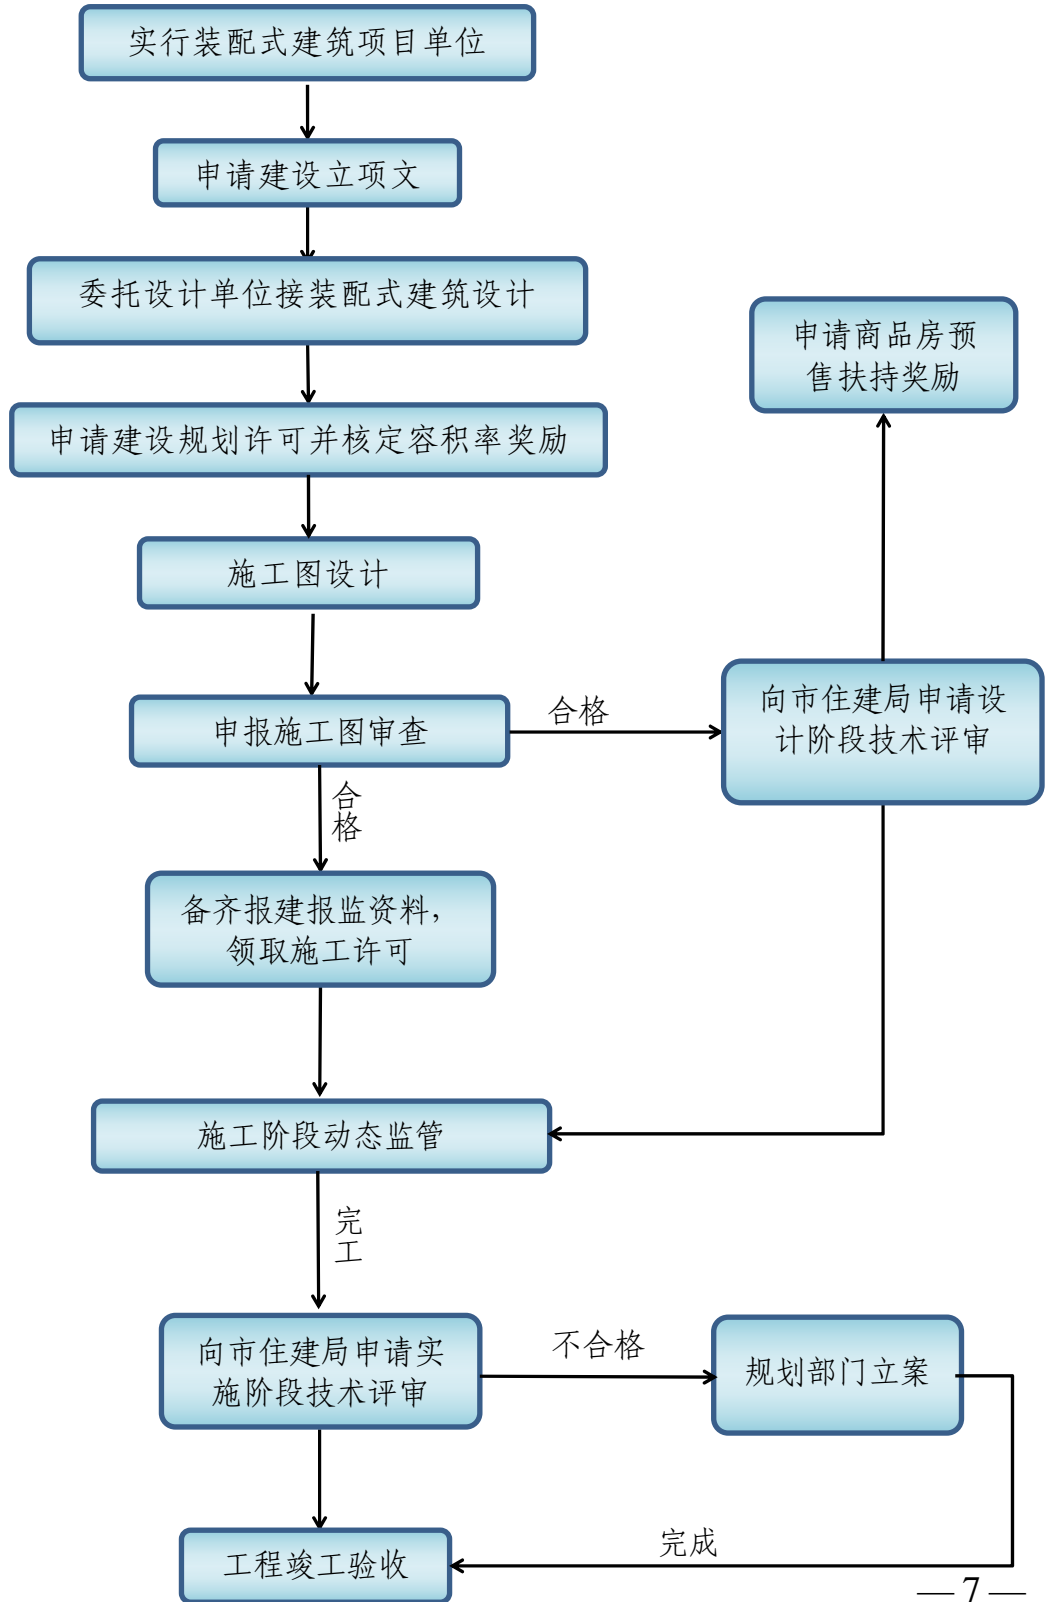 实行装配式建筑项目单位
申请建设立项文
委托设计单位接装配式建筑设计
申请商品房预
售扶持奖励
申请建设规划许可并核定容积率奖励
施工图设计
申报施工图审查
合格
向市住建局申请设
计阶段技术评审
合
格
备齐报建报监资料，
领取施工许可
施工阶段动态监管
完
工
向市住建局申请实
施阶段技术评审
不合格
规划部门立案
工程竣工验收
完成
—7—